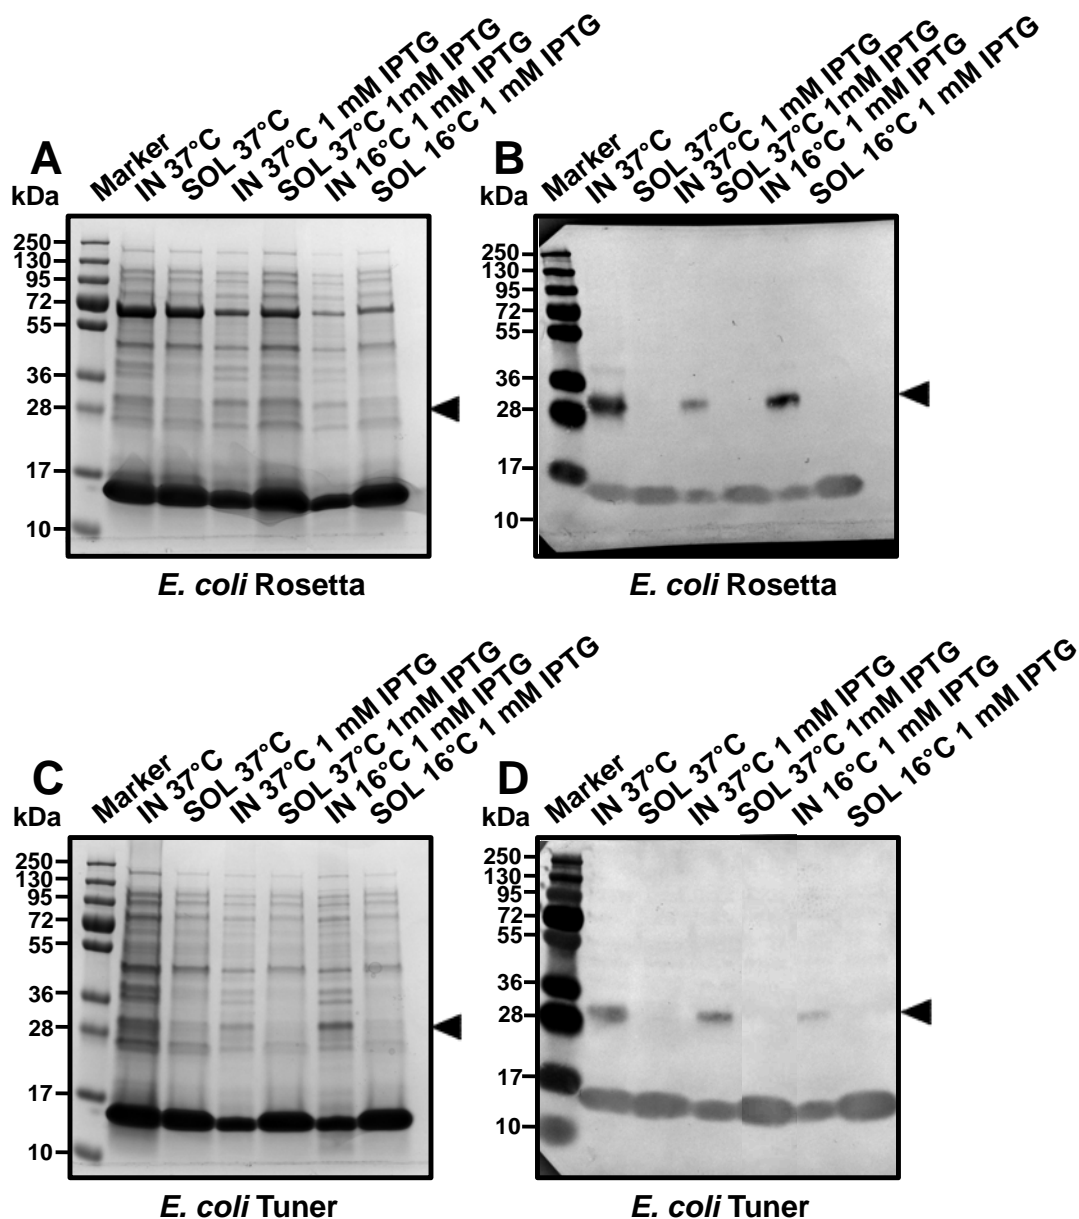 A
kDa
Marker
IN 37°C
SOL 37°C
IN 37°C 1 mM IPTG
SOL 37°C 1mM IPTG
IN 16°C 1 mM IPTG
SOL 16°C 1 mM IPTG
250
130
95
72
55
36
28
17
10
E. coli Rosetta
B
kDa
Marker
IN 37°C
SOL 37°C
IN 37°C 1 mM IPTG
SOL 37°C 1mM IPTG
IN 16°C 1 mM IPTG
SOL 16°C 1 mM IPTG
250
130
95
72
55
36
28
17
10
E. coli Rosetta
C
kDa
Marker
IN 37°C
SOL 37°C
IN 37°C 1 mM IPTG
SOL 37°C 1mM IPTG
IN 16°C 1 mM IPTG
SOL 16°C 1 mM IPTG
250
130
95
72
55
36
28
17
10
E. coli Tuner
D
kDa
Marker
IN 37°C
SOL 37°C
IN 37°C 1 mM IPTG
SOL 37°C 1mM IPTG
IN 16°C 1 mM IPTG
SOL 16°C 1 mM IPTG
250
130
95
72
55
36
28
17
10
E. coli Tuner